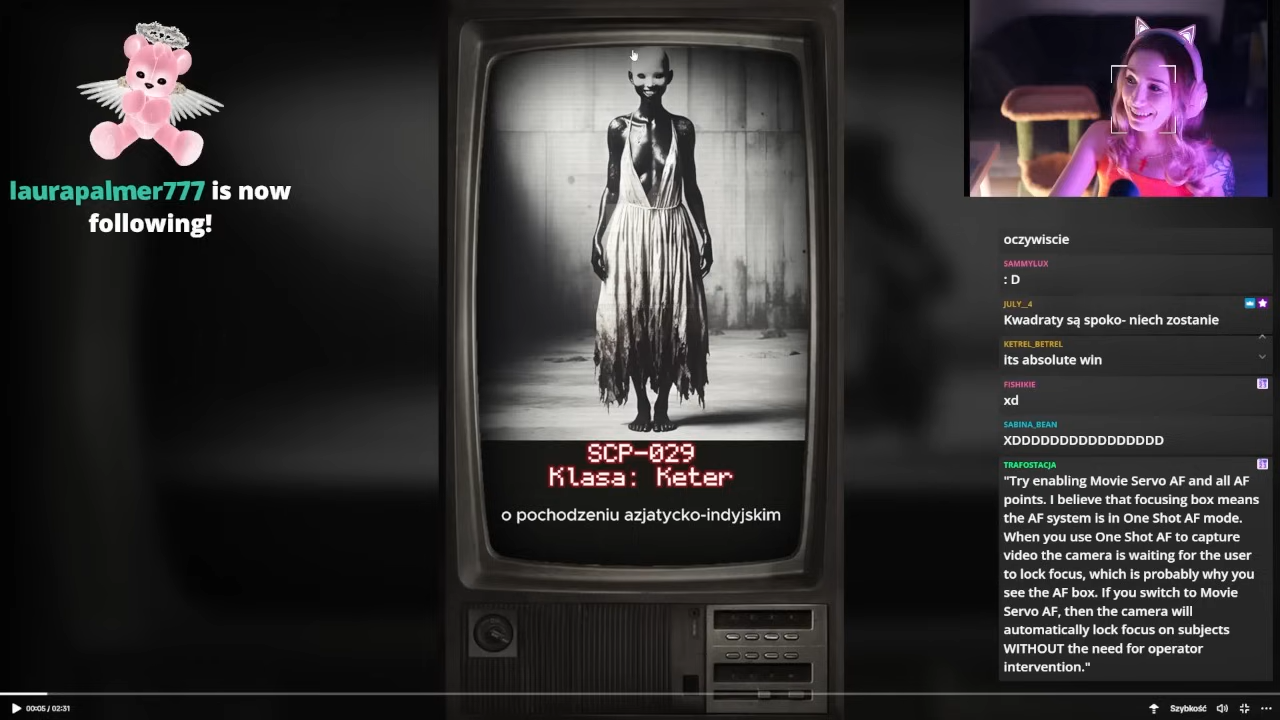 laurapalmer777 is now
following!
SCP-029
Klasa: Keter
o pochodzeniu azjatycko-indyjskim
oczywiscie
SAMMYLUX
: D
JULY__4
Kwadraty są spoko- niech zostanie
KETREL_BETREL
its absolute win
FISHIKIE
xd
SABINA_BEAN
XDDDDDDDDDDDDDDDDD
TRAFOSTACJA
"Try enabling Movie Servo AF and all AF
points. I believe that focusing box means
the AF system is in One Shot AF mode.
When you use One Shot AF to capture
video the camera is waiting for the user
to lock focus, which is probably why you
see the AF box. If you switch to Movie
Servo AF, then the camera will
automatically lock focus on subjects
WITHOUT the need for operator
intervention."
00:05 / 02:31
Szybkość